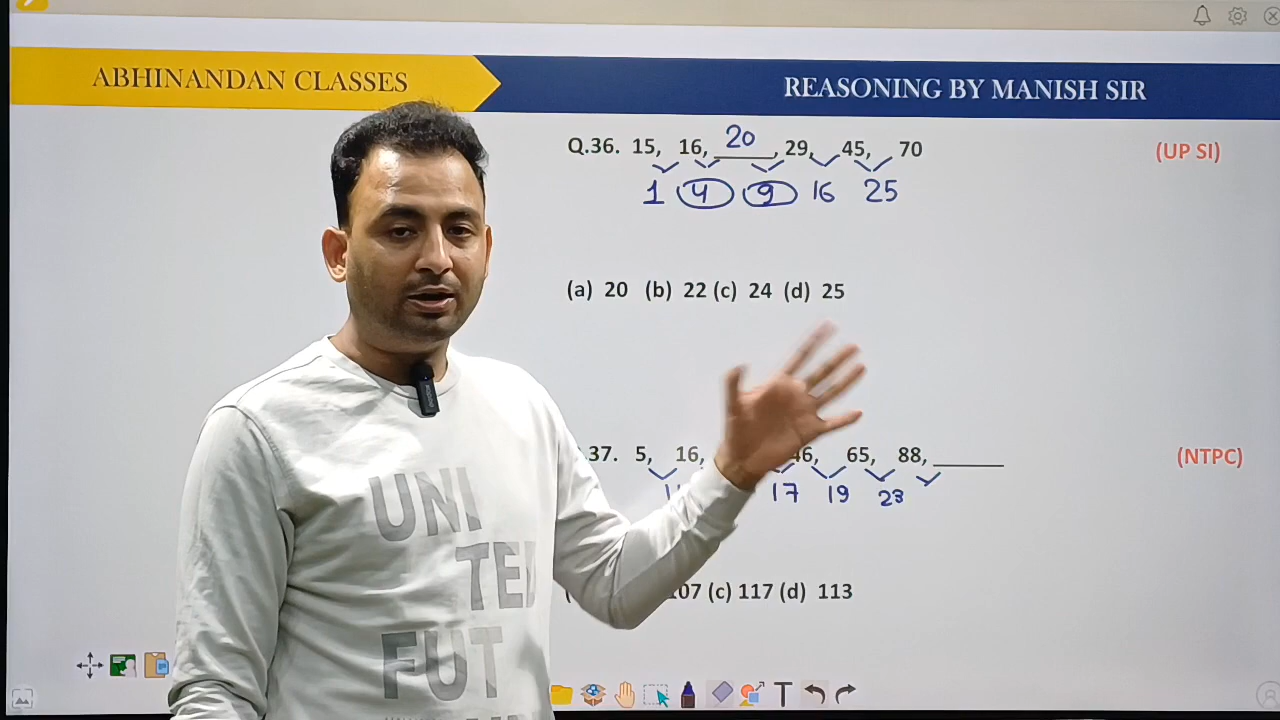 ABHINANDAN CLASSES
REASONING BY MANISH SIR
Q.36. 15, 16, 20, 29, 45, 70 (UP SI)
1 4 9 16 25
(a) 20 (b) 22 (c) 24 (d) 25
.37. 5, 16, 46, 65, 88, ______ (NTPC)
17 19 23
107 (c) 117 (d) 113
UNI
TED
FUT
T